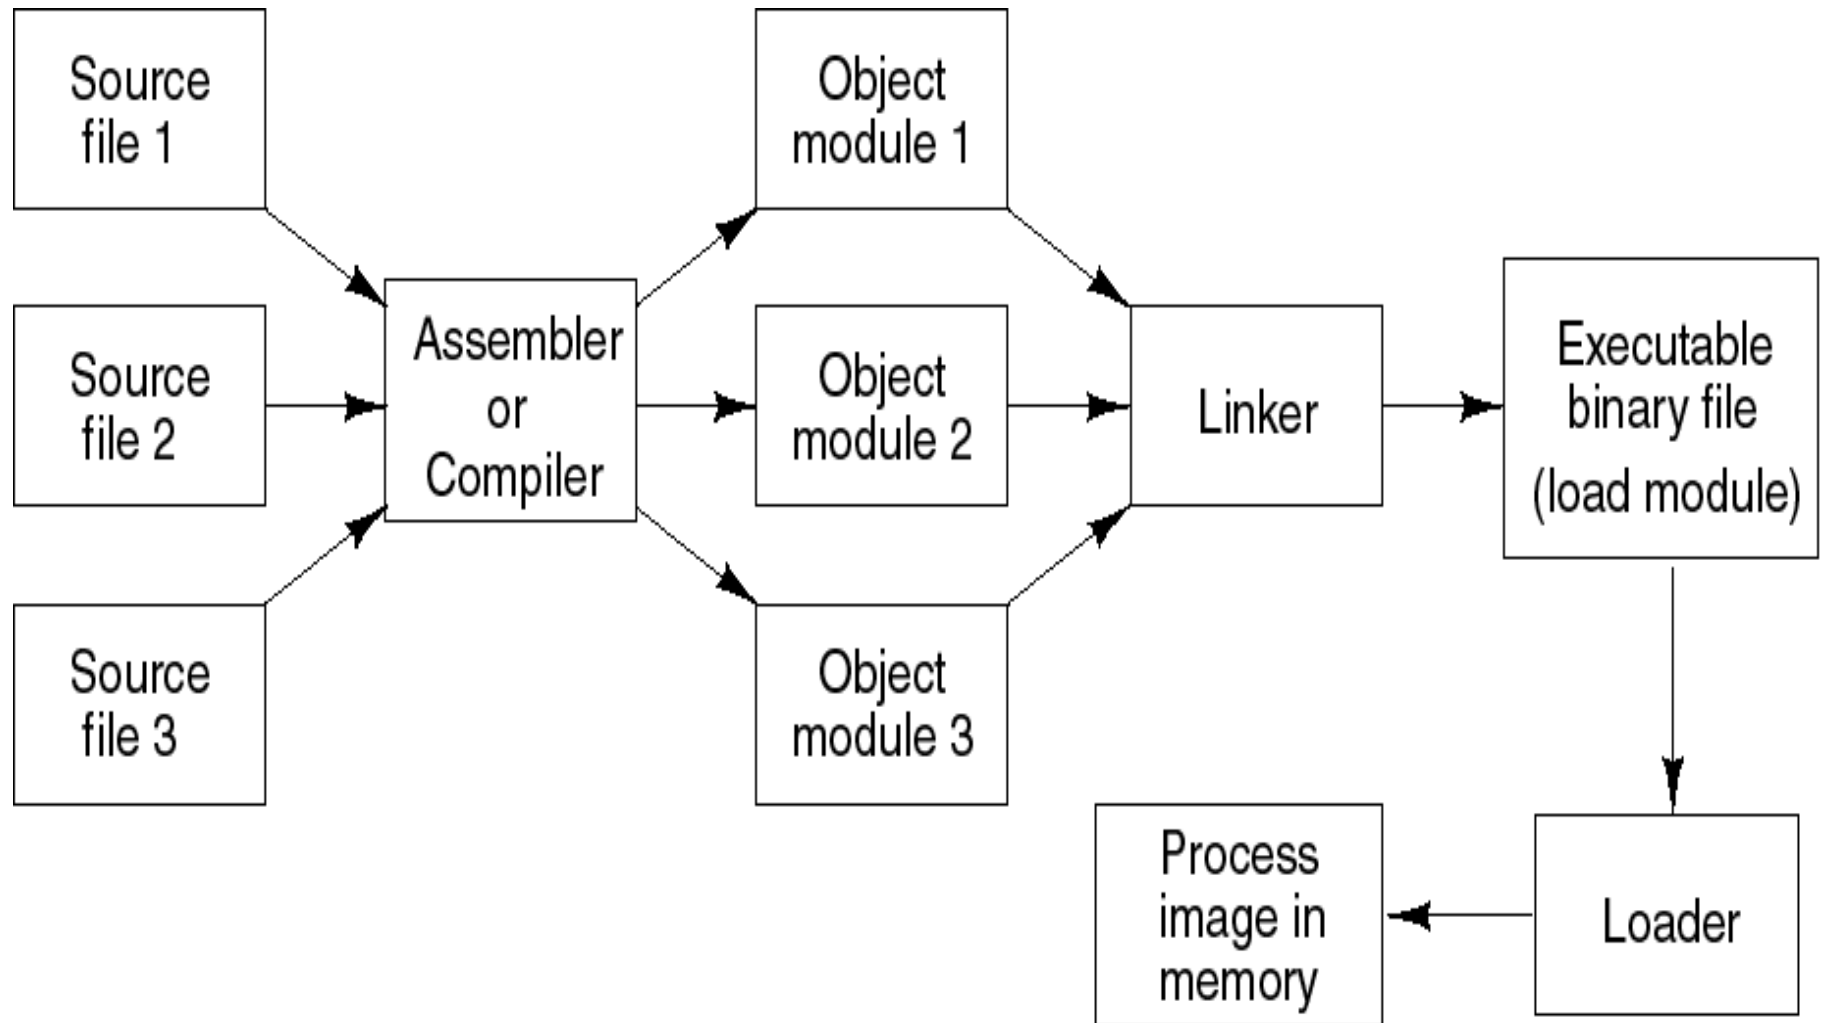 Source
file 1
Object
module 1
Source
file 2
Assembler
or
Compiler
Object
module 2
Linker
Executable
binary file
(load module)
Source
file 3
Object
module 3
Process
image in
memory
Loader